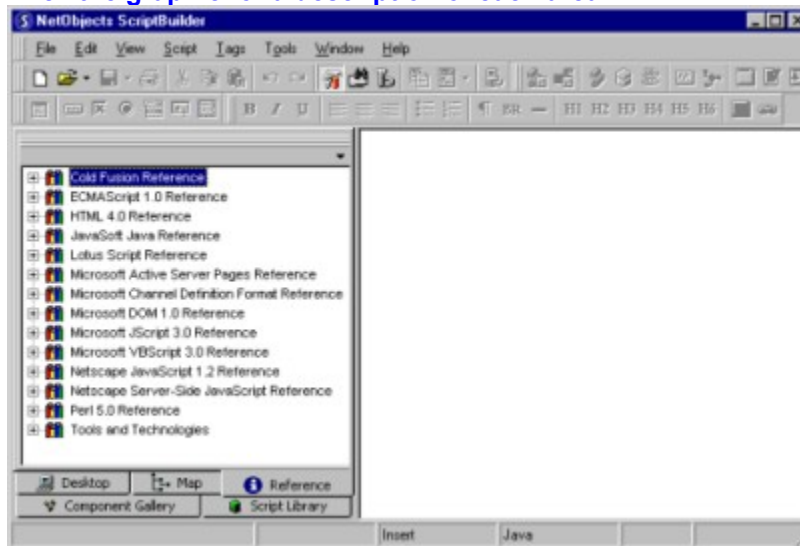 NetObjects ScriptBuilder
File Edit View Script Tags Tools Window Help
B I U ¶ BR H1 H2 H3 H4 H5 H6
Cold Fusion Reference
ECMAScript 1.0 Reference
HTML 4.0 Reference
JavaSoft Java Reference
Lotus Script Reference
Microsoft Active Server Pages Reference
Microsoft Channel Definition Format Reference
Microsoft DOM 1.0 Reference
Microsoft JScript 3.0 Reference
Microsoft VBScript 3.0 Reference
Netscape JavaScript 1.2 Reference
Netscape Server-Side JavaScript Reference
Perl 5.0 Reference
Tools and Technologies
Desktop Map Reference
Component Gallery Script Library
Insert Java